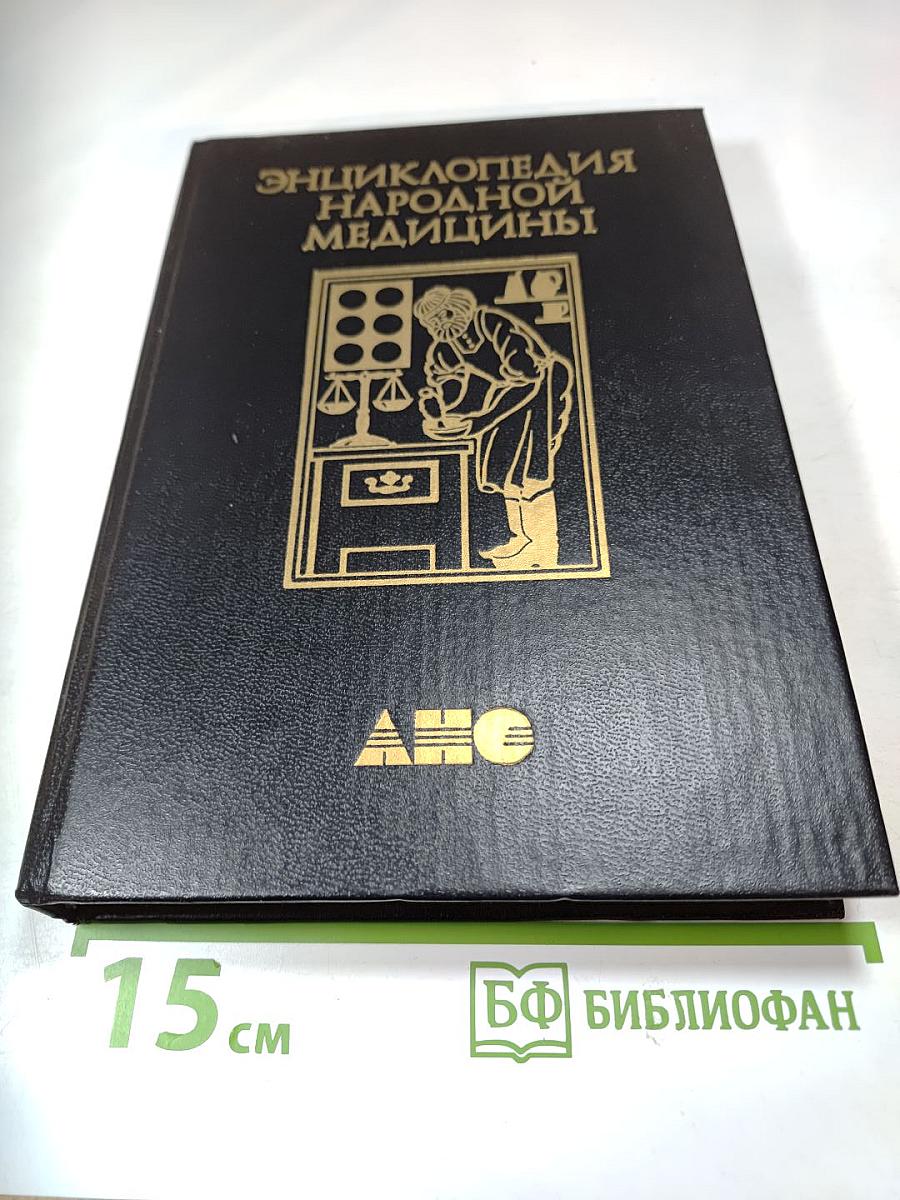 ЭНЦИКЛОПЕДИЯ
НАРОДНОЙ
МЕДИЦИНЫ
АНС
15 см
БФ БИБЛИОФАН